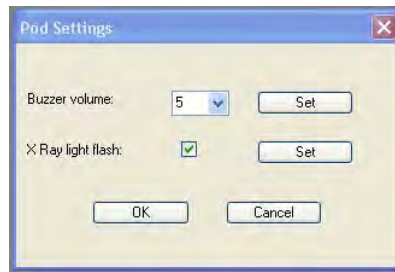 Pod Settings
Buzzer volume: 5 Set
X Ray light flash: Set
OK Cancel